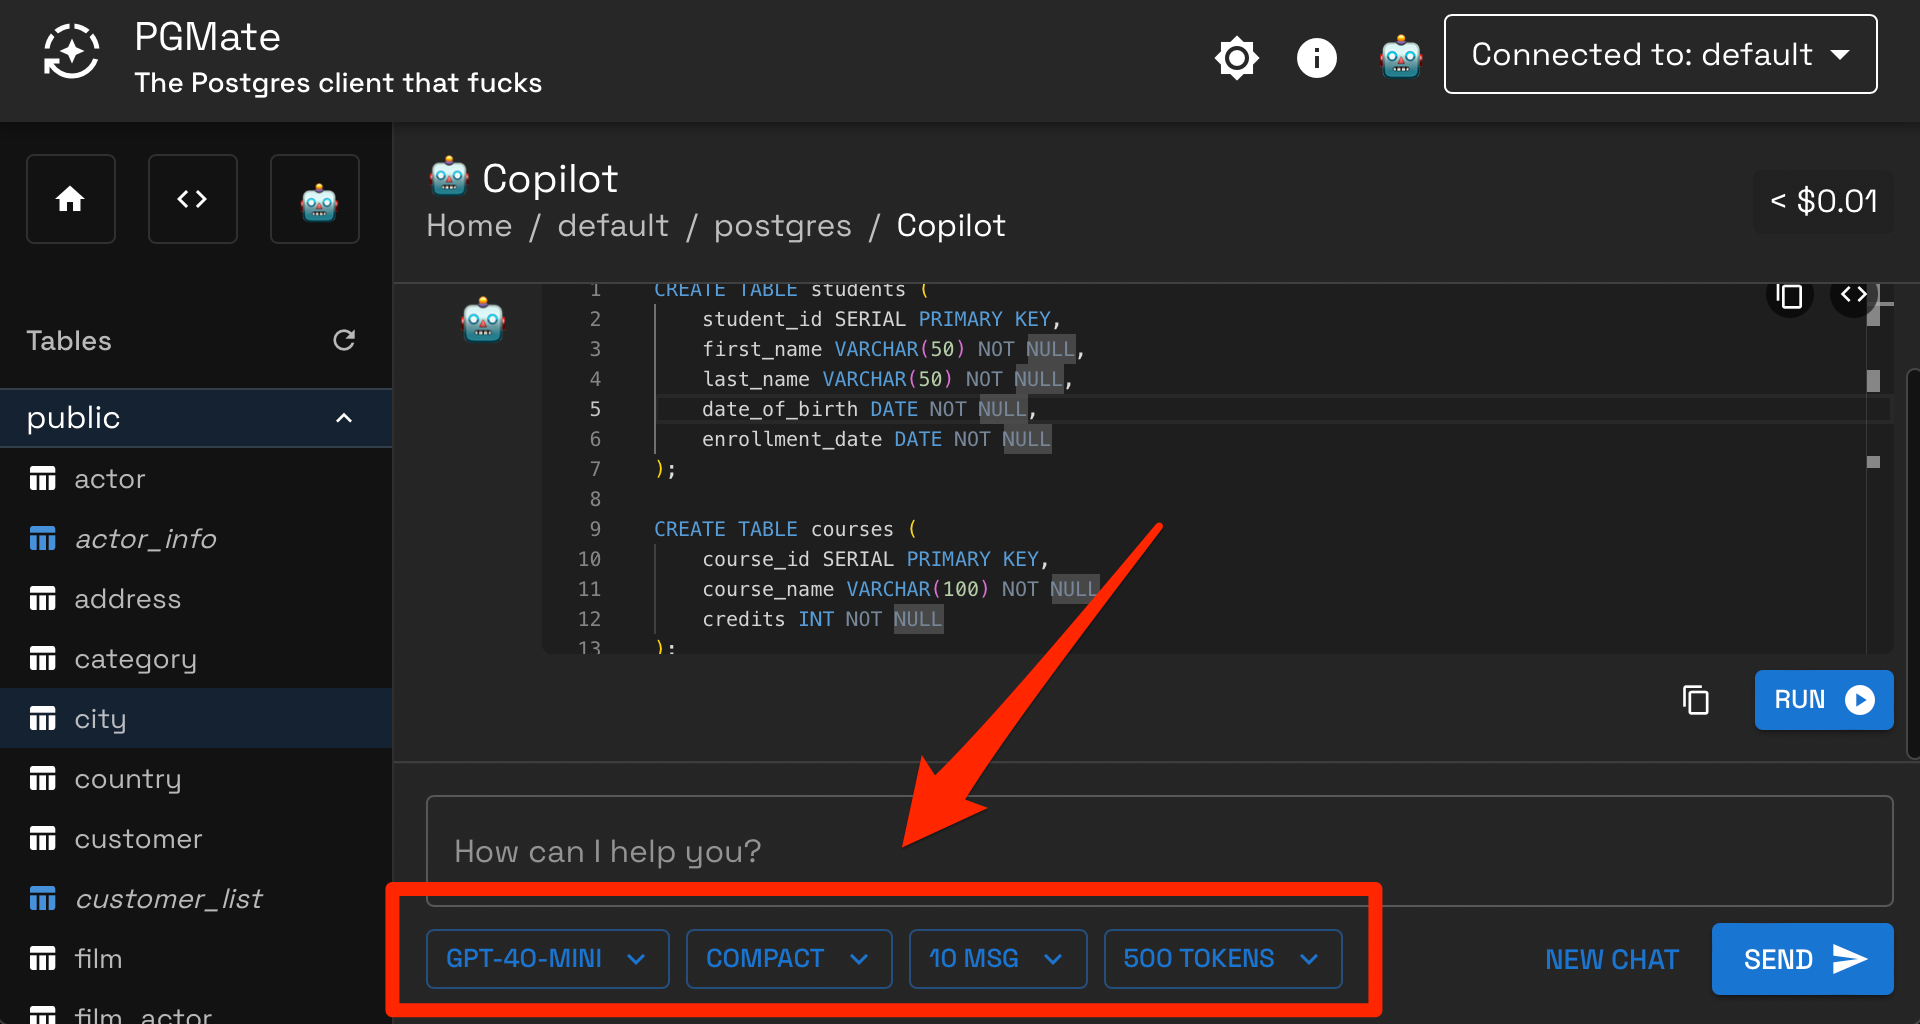 PGMate
The Postgres client that fucks
Connected to: default
Tables
public
actor
actor_info
address
category
city
country
customer
customer_list
film
film_actor
Copilot
Home / default / postgres / Copilot
< $0.01
1 CREATE TABLE students (
2 student_id SERIAL PRIMARY KEY,
3 first_name VARCHAR(50) NOT NULL,
4 last_name VARCHAR(50) NOT NULL,
5 date_of_birth DATE NOT NULL,
6 enrollment_date DATE NOT NULL
7 );
8
9 CREATE TABLE courses (
10 course_id SERIAL PRIMARY KEY,
11 course_name VARCHAR(100) NOT NULL
12 credits INT NOT NULL
13 );
RUN
How can I help you?
GPT-4O-MINI
COMPACT
10 MSG
500 TOKENS
NEW CHAT
SEND